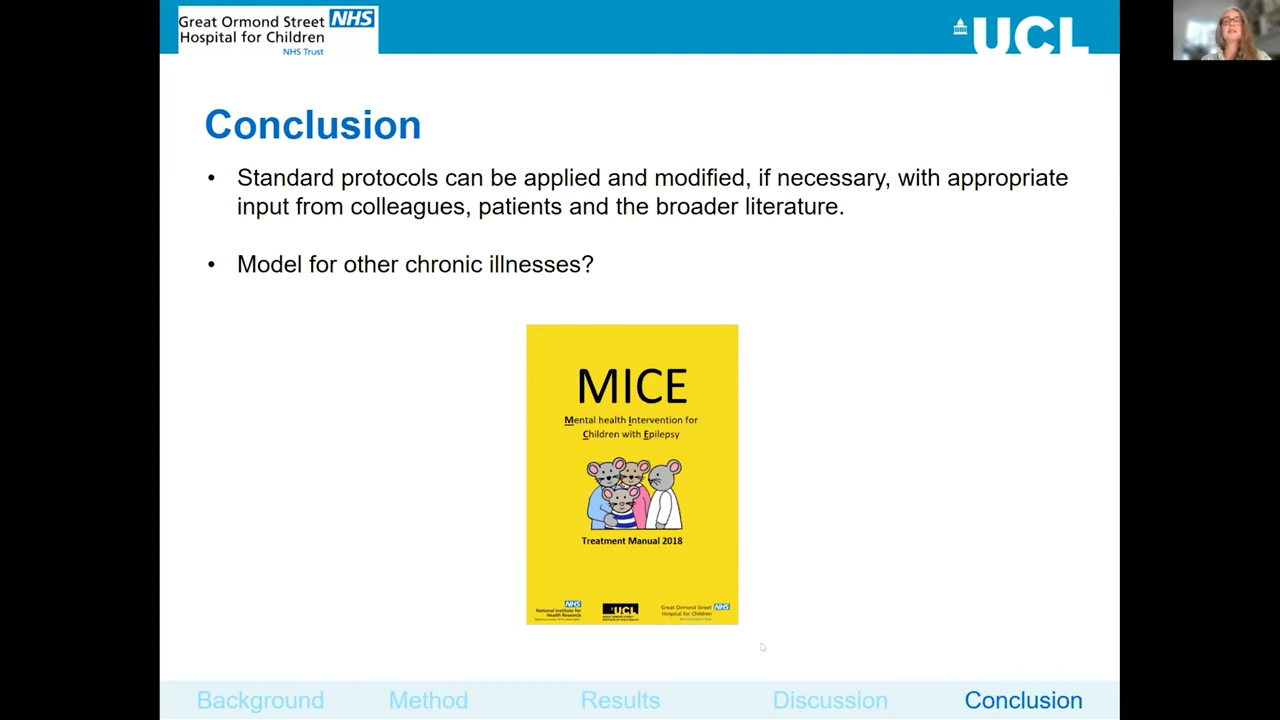 Great Ormond Street NHS
Hospital for Children
NHS Trust
UCL
Conclusion
• Standard protocols can be applied and modified, if necessary, with appropriate
input from colleagues, patients and the broader literature.
• Model for other chronic illnesses?
MICE
Mental health Intervention for
Children with Epilepsy
Treatment Manual 2018
NHS
National Institute for
Health Research
UCL
Great Ormond Street NHS
Hospital for Children
Background Method Results Discussion Conclusion